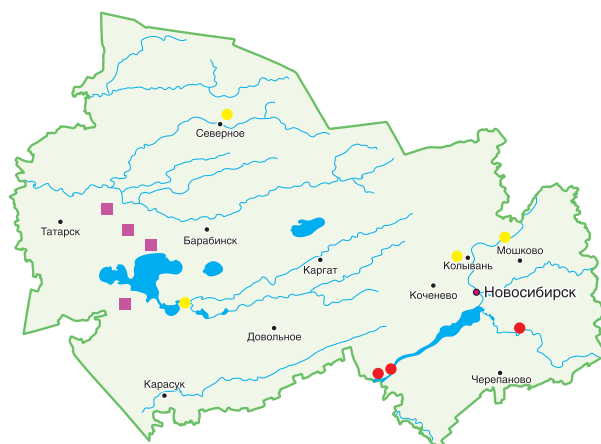 Северное
Татарск
Барабинск
Мошково
Колывань
Каргат
Коченево
Новосибирск
Довольное
Черепаново
Карасук